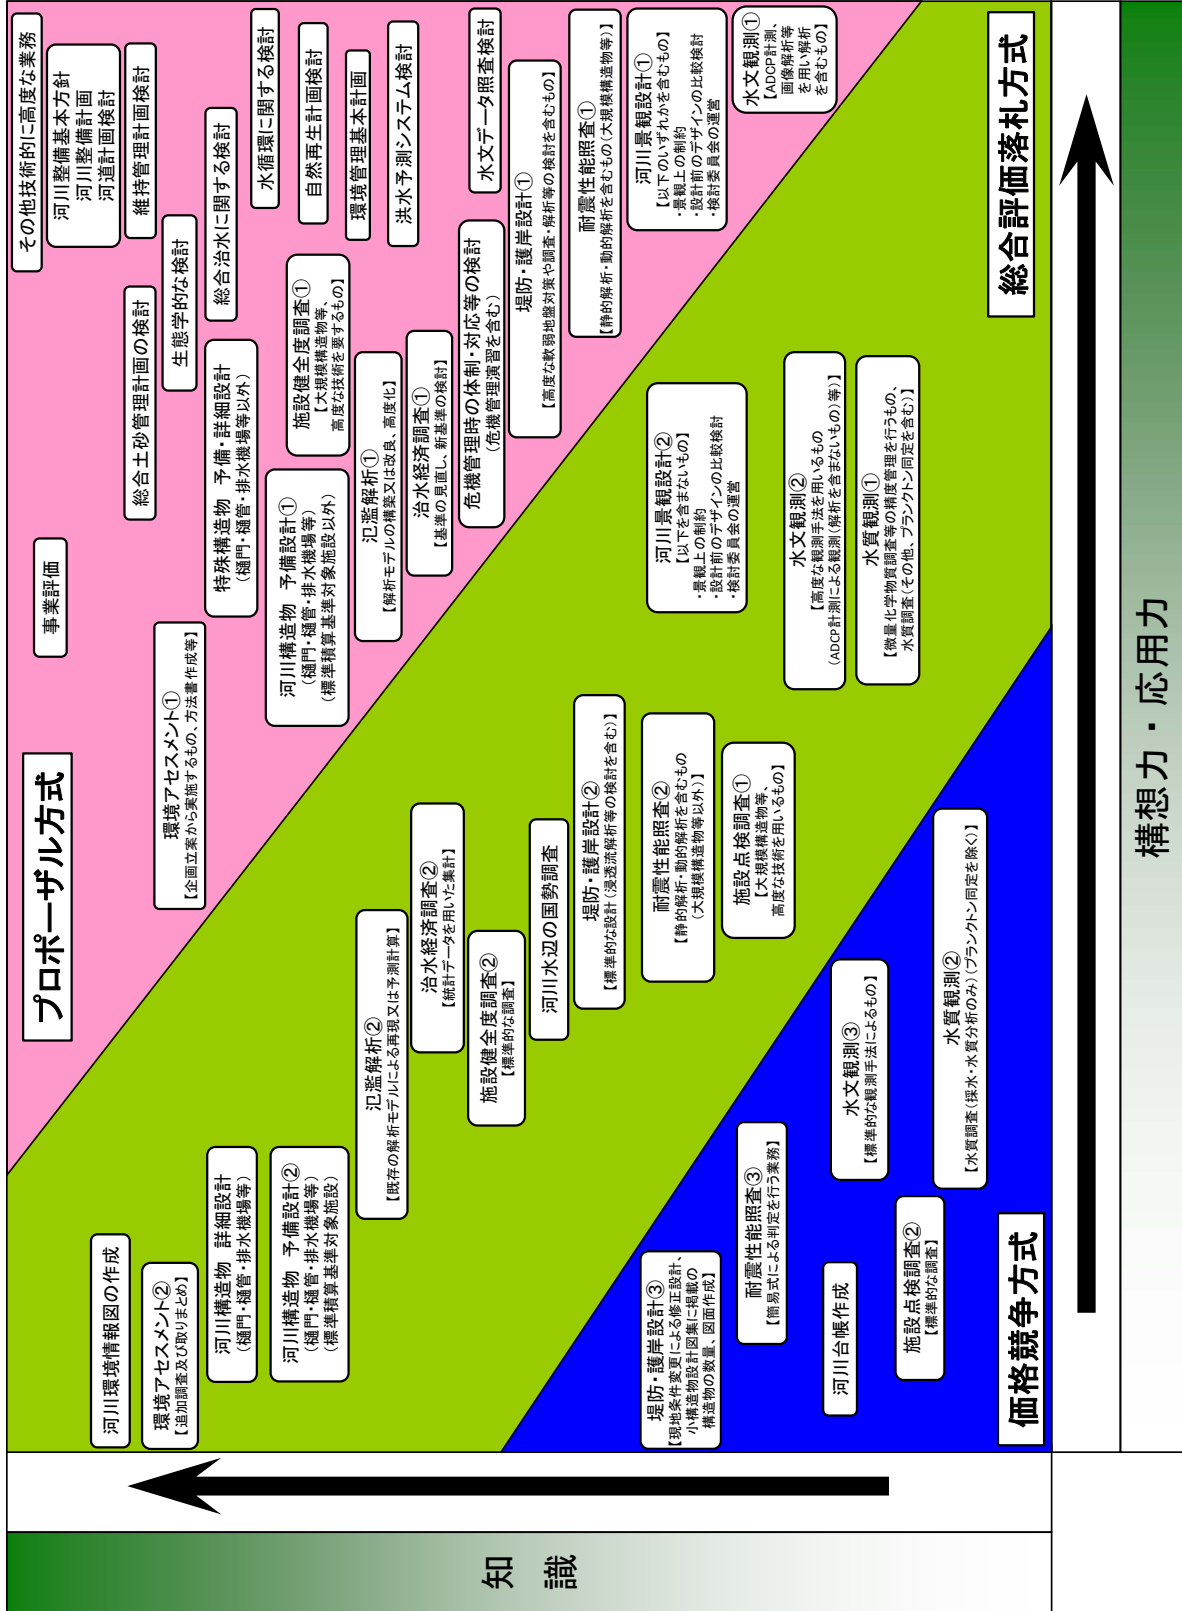 プロポーザル方式
総合評価落札方式
価格競争方式
知識
構想力・応用力
その他技術的に高度な業務
河川整備基本方針
河川整備計画
河道計画検討
維持管理計画検討
事業評価
総合土砂管理計画の検討
生態学的な検討
総合治水に関する検討
水循環に関する検討
自然再生計画検討
環境管理基本計画
洪水予測システム検討
水文データ照査検討
環境アセスメント①
【企画立案から実施するもの、方法書作成等】
特殊構造物 予備・詳細設計
(樋門・樋管・排水機場等以外)
施設健全度調査①
【大規模構造物等、
高度な技術を要するもの】
河川構造物 予備設計①
(樋門・樋管・排水機場等)
(標準積算基準対象施設以外)
氾濫解析①
【解析モデルの構築又は改良、高度化】
治水経済調査①
【基準の見直し、新基準の検討】
危機管理時の体制・対応等の検討
(危機管理演習を含む)
堤防・護岸設計①
【高度な軟弱地盤対策や調査・解析等の検討を含むもの】
耐震性能照査①
【静的解析・動的解析を含むもの(大規模構造物等)】
河川景観設計①
【以下のいずれかを含むもの】
・景観上の制約
・設計前のデザインの比較検討
・検討委員会の運営
水文観測①
【ADCP計測、
画像解析等
を用い解析
を含むもの】
河川環境情報図の作成
環境アセスメント②
【追加調査及び取りまとめ】
河川構造物 詳細設計
(樋門・樋管・排水機場等)
河川構造物 予備設計②
(樋門・樋管・排水機場等)
(標準積算基準対象施設)
氾濫解析②
【既存の解析モデルによる再現又は予測計算】
治水経済調査②
【統計データを用いた集計】
施設健全度調査②
【標準的な調査】
河川水辺の国勢調査
堤防・護岸設計②
【標準的な設計(浸透流解析等の検討を含む)】
耐震性能照査②
【静的解析・動的解析を含むもの
(大規模構造物等以外)】
施設点検調査①
【大規模構造物等、
高度な技術を用いるもの】
河川景観設計②
【以下を含まないもの】
・景観上の制約
・設計前のデザインの比較検討
・検討委員会の運営
水文観測②
【高度な観測手法を用いるもの
(ADCP計測による観測(解析を含まないもの)等)】
水質観測①
【微量化学物質調査等の精度管理を行うもの、
水質調査(その他、プランクトン同定を含む)】
堤防・護岸設計③
【現地条件変更による修正設計、
小構造物設計図集に掲載の
構造物の数量、図面作成】
耐震性能照査③
【簡易式による判定を行う業務】
河川台帳作成
水文観測③
【標準的な観測手法によるもの】
施設点検調査②
【標準的な調査】
水質観測②
【水質調査(採水・水質分析のみ)(プランクトン同定を除く)】